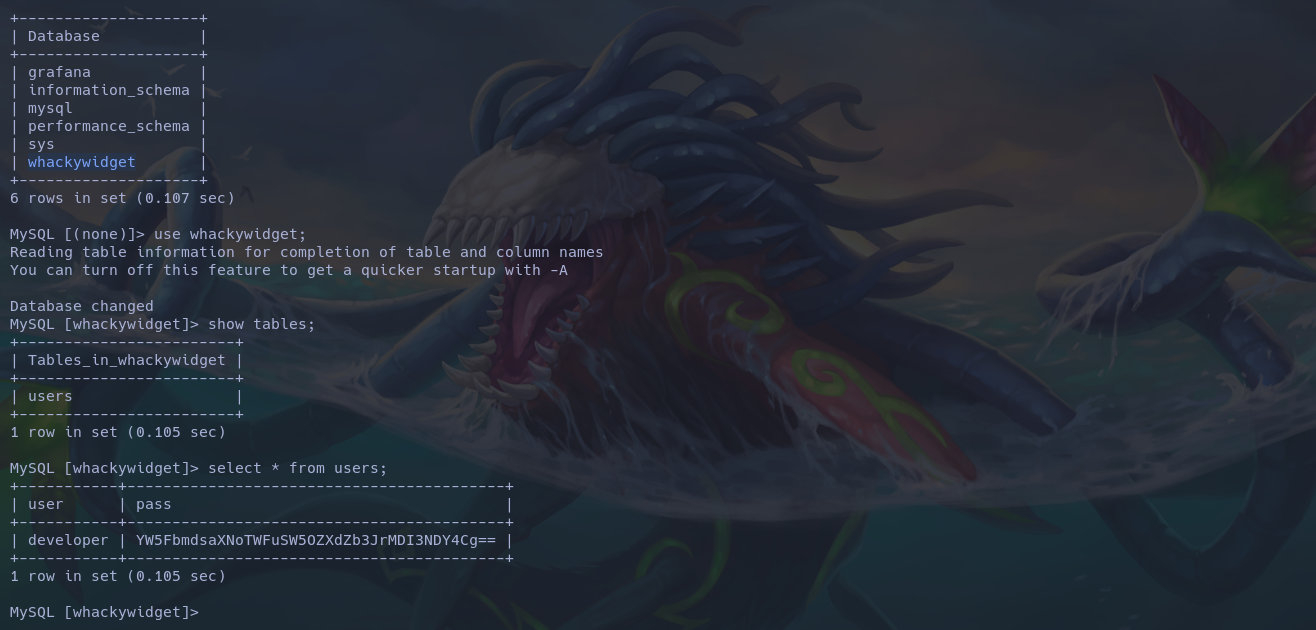 +--------------------+
| Database           |
+--------------------+
| grafana            |
| information_schema |
| mysql              |
| performance_schema |
| sys                |
| whackywidget       |
+--------------------+
6 rows in set (0.107 sec)

MySQL [(none)]> use whackywidget;
Reading table information for completion of table and column names
You can turn off this feature to get a quicker startup with -A

Database changed
MySQL [whackywidget]> show tables;
+------------------------+
| Tables_in_whackywidget |
+------------------------+
| users                  |
+------------------------+
1 row in set (0.105 sec)

MySQL [whackywidget]> select * from users;
+-----------+------------------------------------------+
| user      | pass                                     |
+-----------+------------------------------------------+
| developer | YW5FbmdsaXNoTWFuSW5OZXdZb3JrMDI3NDY4Cg== |
+-----------+------------------------------------------+
1 row in set (0.105 sec)

MySQL [whackywidget]>